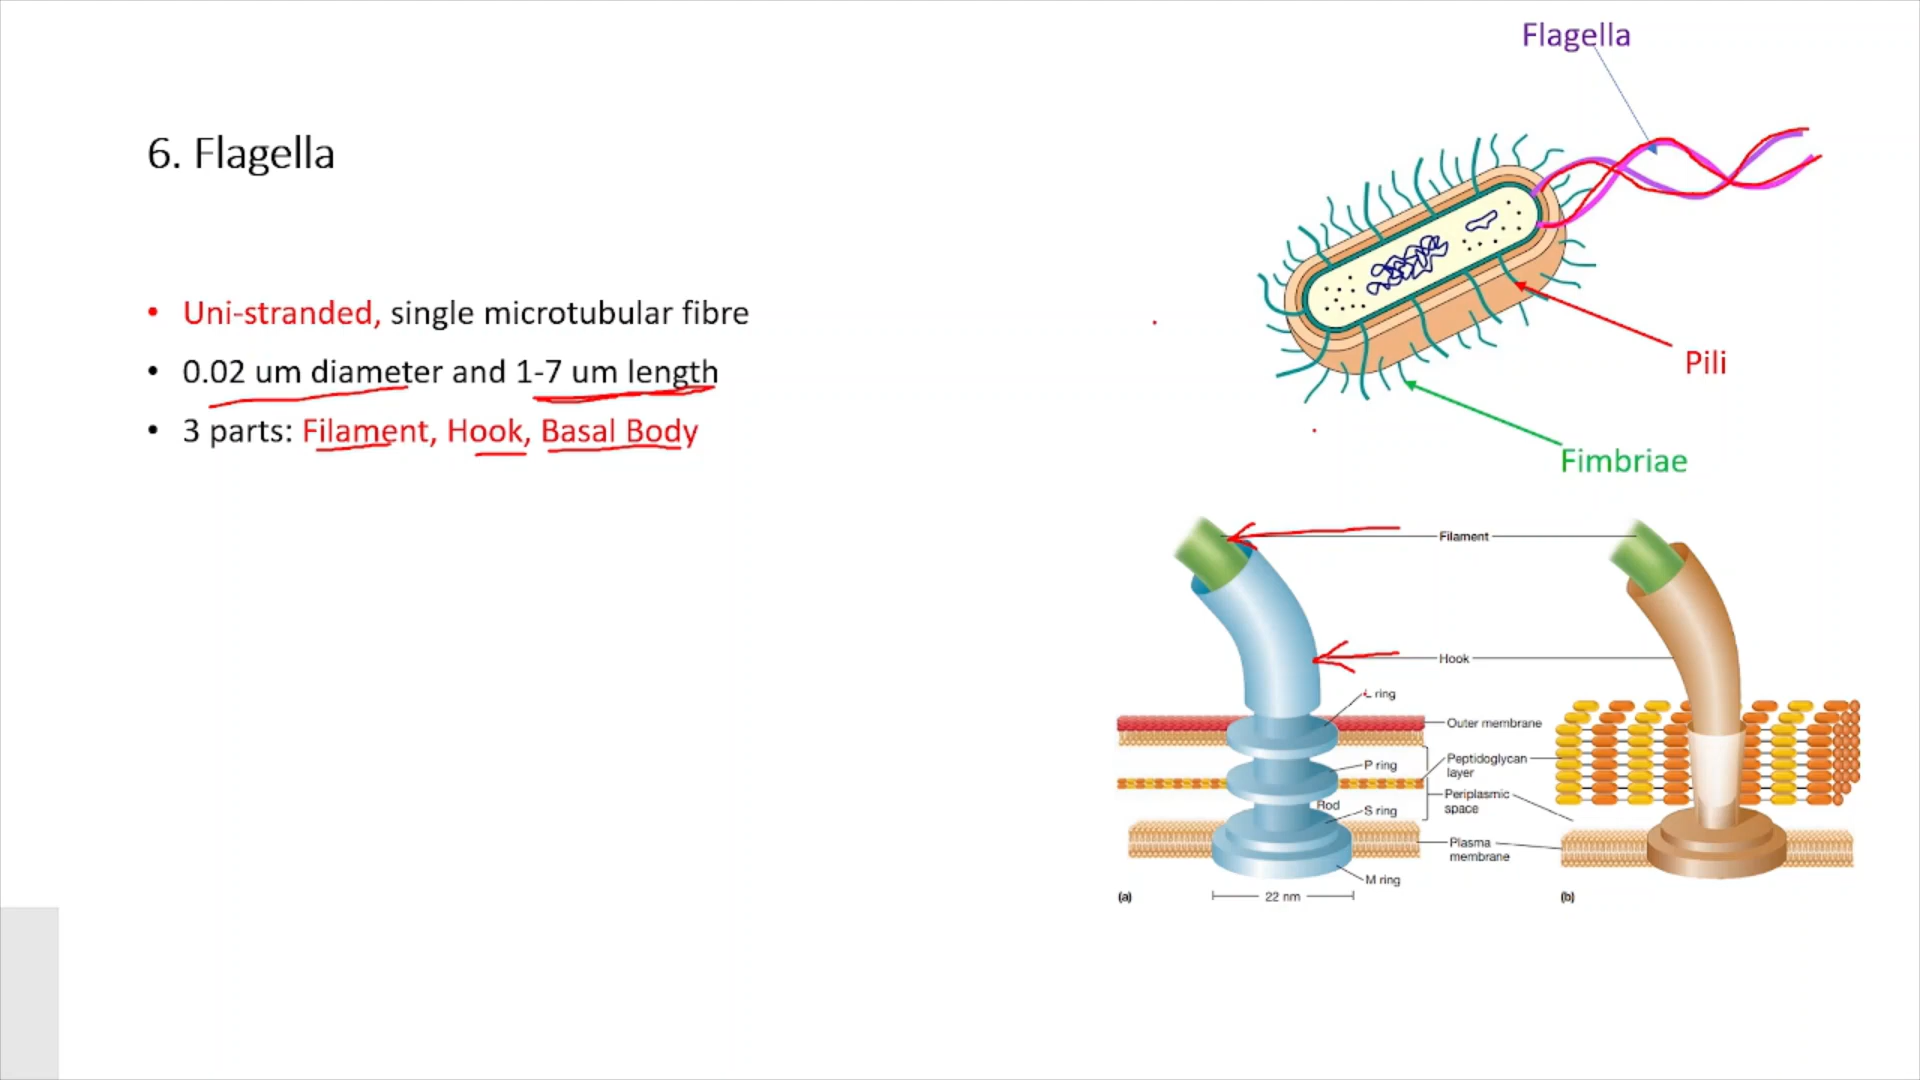 Flagella
6. Flagella
• Uni-stranded, single microtubular fibre
• 0.02 um diameter and 1-7 um length
• 3 parts: Filament, Hook, Basal Body
Pili
Fimbriae
Filament
Hook
L ring
Outer membrane
P ring
Peptidoglycan
layer
Rod
S ring
Periplasmic
space
Plasma
membrane
M ring
(a)
22 nm
(b)